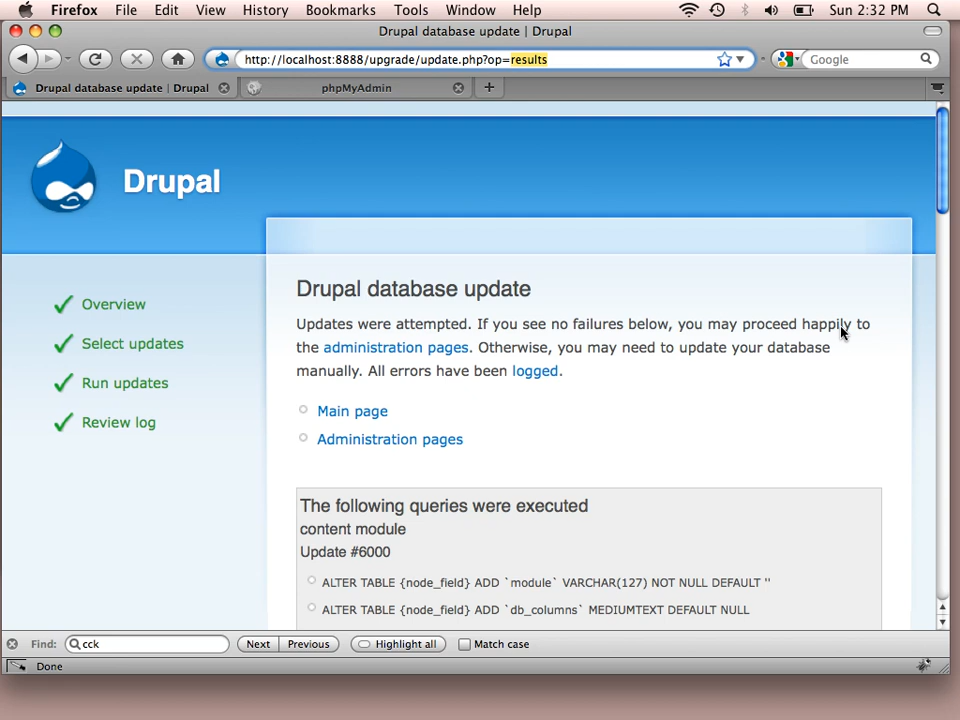 Firefox File Edit View History Bookmarks Tools Window Help Sun 2:32 PM
Drupal database update | Drupal
http://localhost:8888/upgrade/update.php?op=results
Google
Drupal database update | Drupal
phpMyAdmin
Drupal
Overview
Select updates
Run updates
Review log
Drupal database update
Updates were attempted. If you see no failures below, you may proceed happily to
the administration pages. Otherwise, you may need to update your database
manually. All errors have been logged.
Main page
Administration pages
The following queries were executed
content module
Update #6000
ALTER TABLE {node_field} ADD `module` VARCHAR(127) NOT NULL DEFAULT ''
ALTER TABLE {node_field} ADD `db_columns` MEDIUMTEXT DEFAULT NULL
Find: cck Next Previous Highlight all Match case
Done